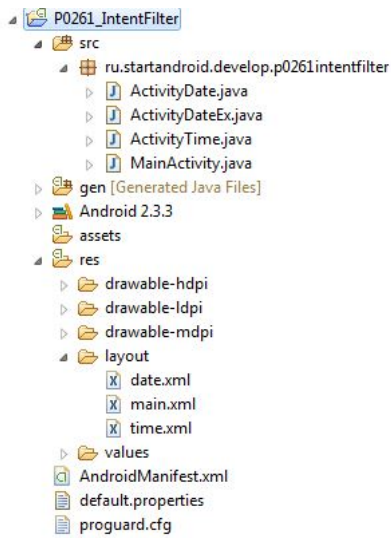 P0261_IntentFilter
src
ru.startandroid.develop.p0261intentfilter
ActivityDate.java
ActivityDateEx.java
ActivityTime.java
MainActivity.java
gen [Generated Java Files]
Android 2.3.3
assets
res
drawable-hdpi
drawable-ldpi
drawable-mdpi
layout
date.xml
main.xml
time.xml
values
AndroidManifest.xml
default.properties
proguard.cfg